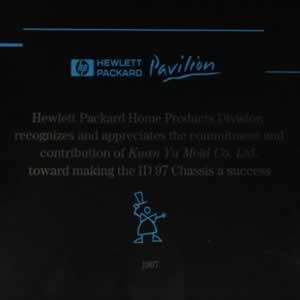 hp HEWLETT PACKARD Pavilion
Hewlett Packard Home Products Division
recognizes and appreciates the commitment and
contribution of Kuan Yu Mold Co. Ltd.
toward making the ID 97 Chassis a success
1997